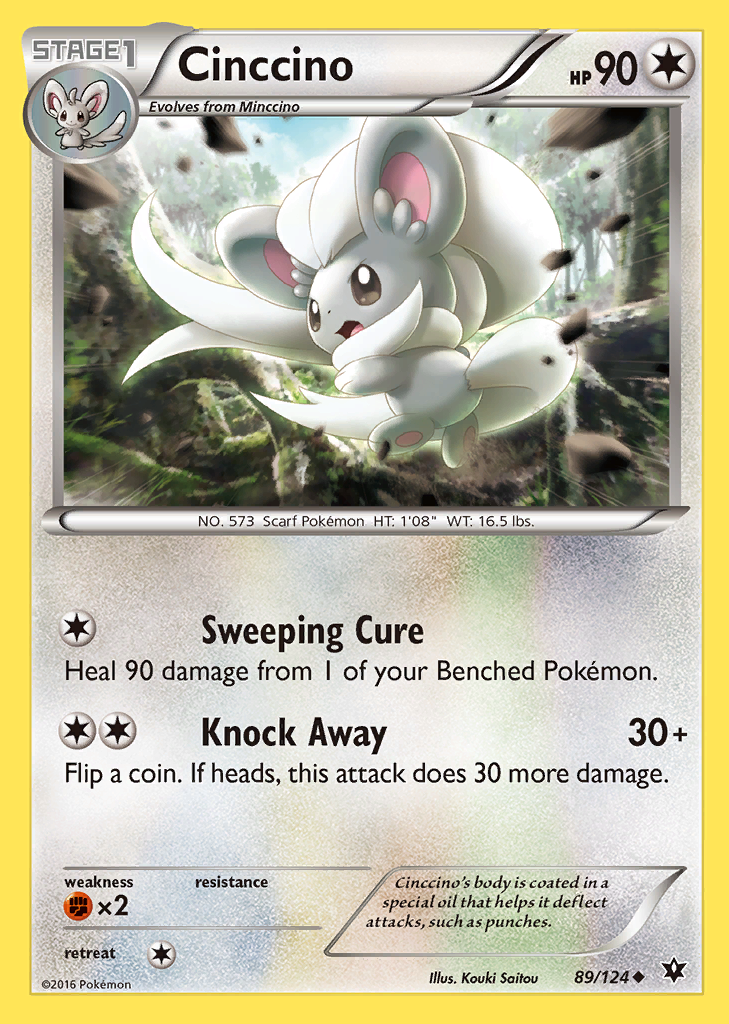 STAGE1
Cinccino
HP 90
Evolves from Minccino
NO. 573 Scarf Pokémon HT: 1'08" WT: 16.5 lbs.
Sweeping Cure
Heal 90 damage from 1 of your Benched Pokémon.
Knock Away 30+
Flip a coin. If heads, this attack does 30 more damage.
weakness resistance
×2
Cinccino's body is coated in a
special oil that helps it deflect
attacks, such as punches.
retreat
©2016 Pokémon
Illus. Kouki Saitou
89/124